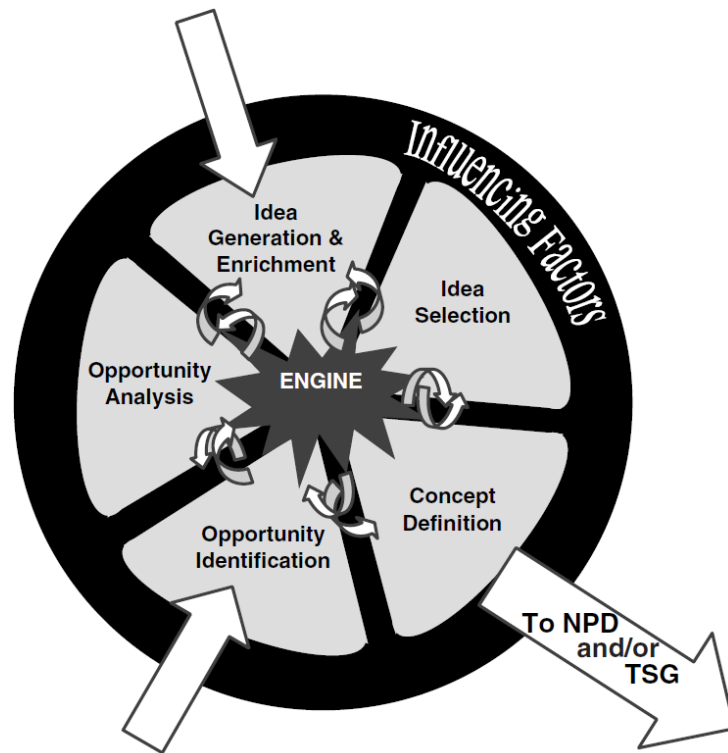 Influencing Factors
Idea
Generation &
Enrichment
Idea
Selection
Opportunity
Analysis
ENGINE
Concept
Definition
Opportunity
Identification
To NPD
and/or
TSG